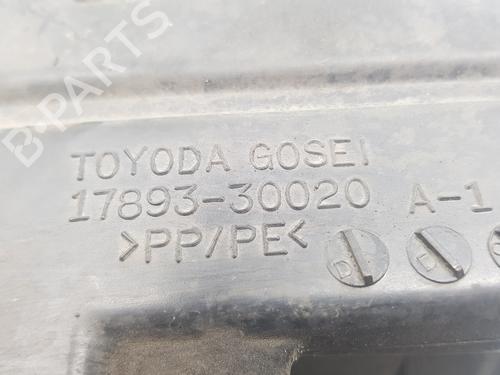 B-PARTS
TOYODA GOSEI
17893-30020 A-1
>PP/PE<